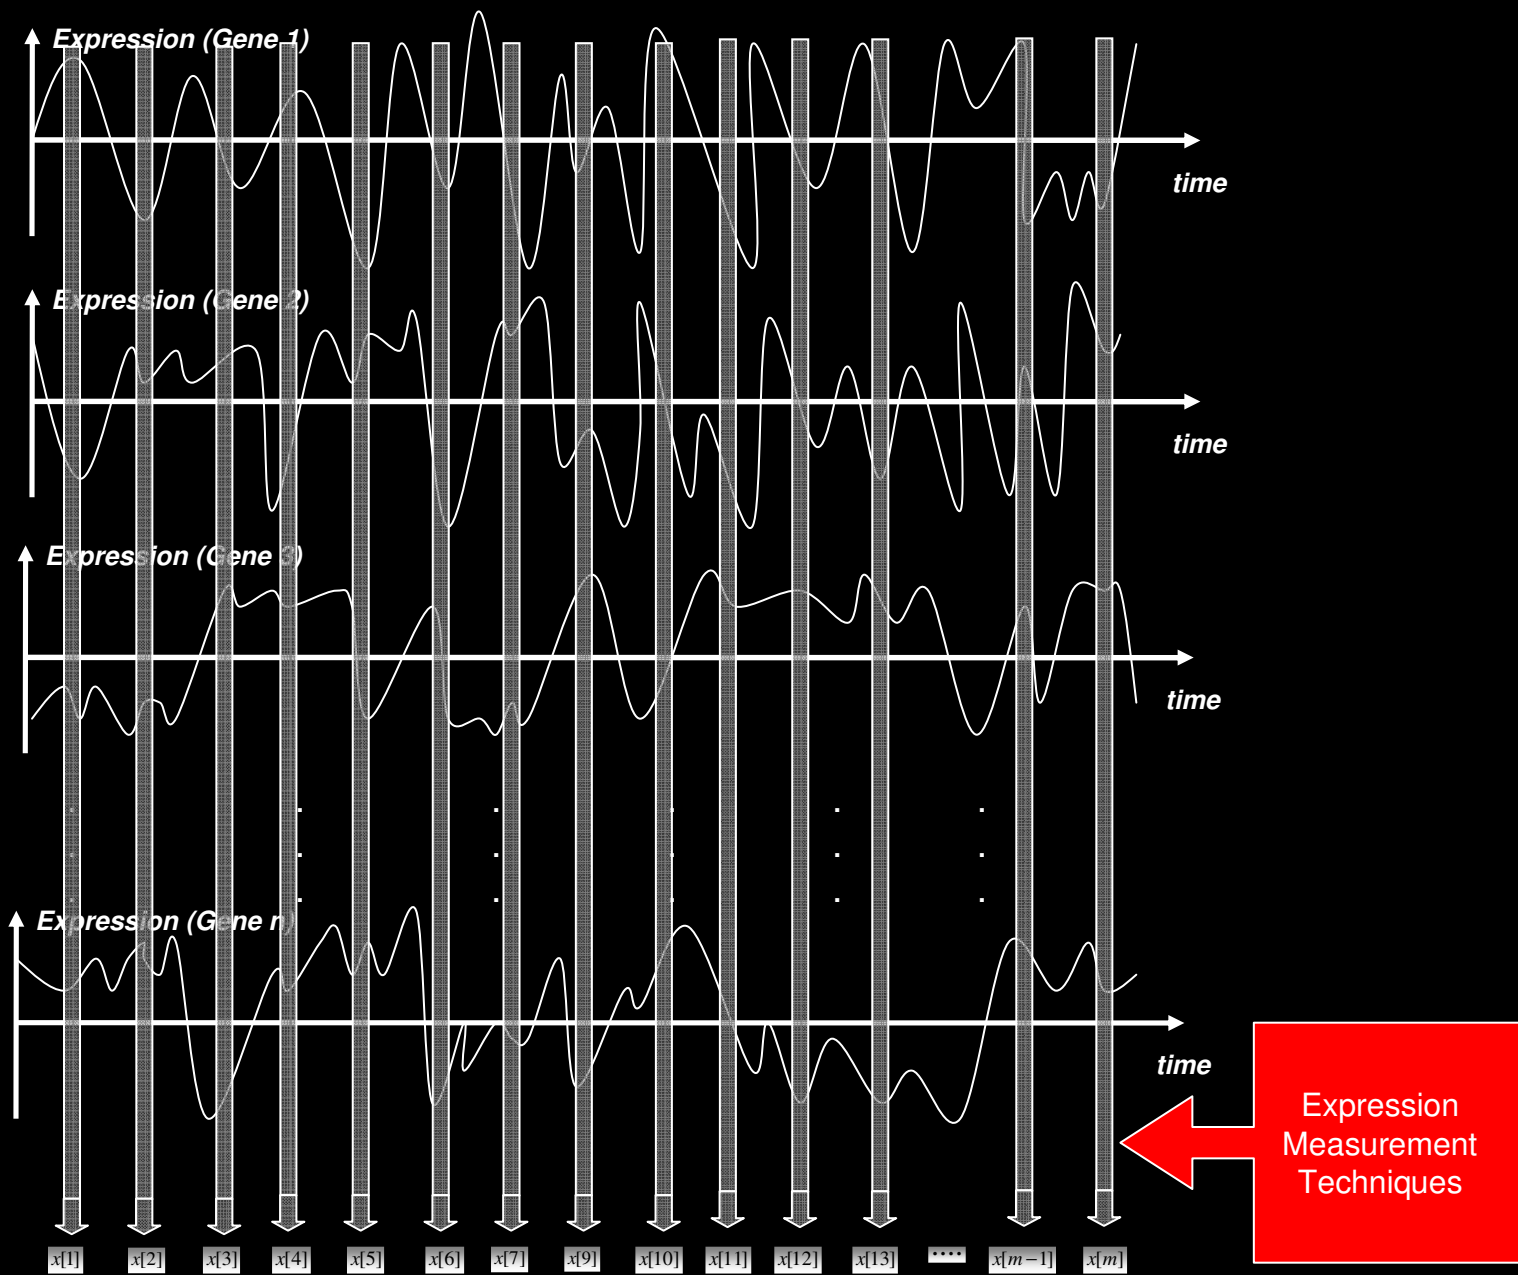 Expression (Gene 1)
time
Expression (Gene 2)
time
Expression (Gene 3)
time
Expression (Gene n)
time
Expression
Measurement
Techniques
x[1] x[2] x[3] x[4] x[5] x[6] x[7] x[9] x[10] x[11] x[12] x[13] .... x[m−1] x[m]